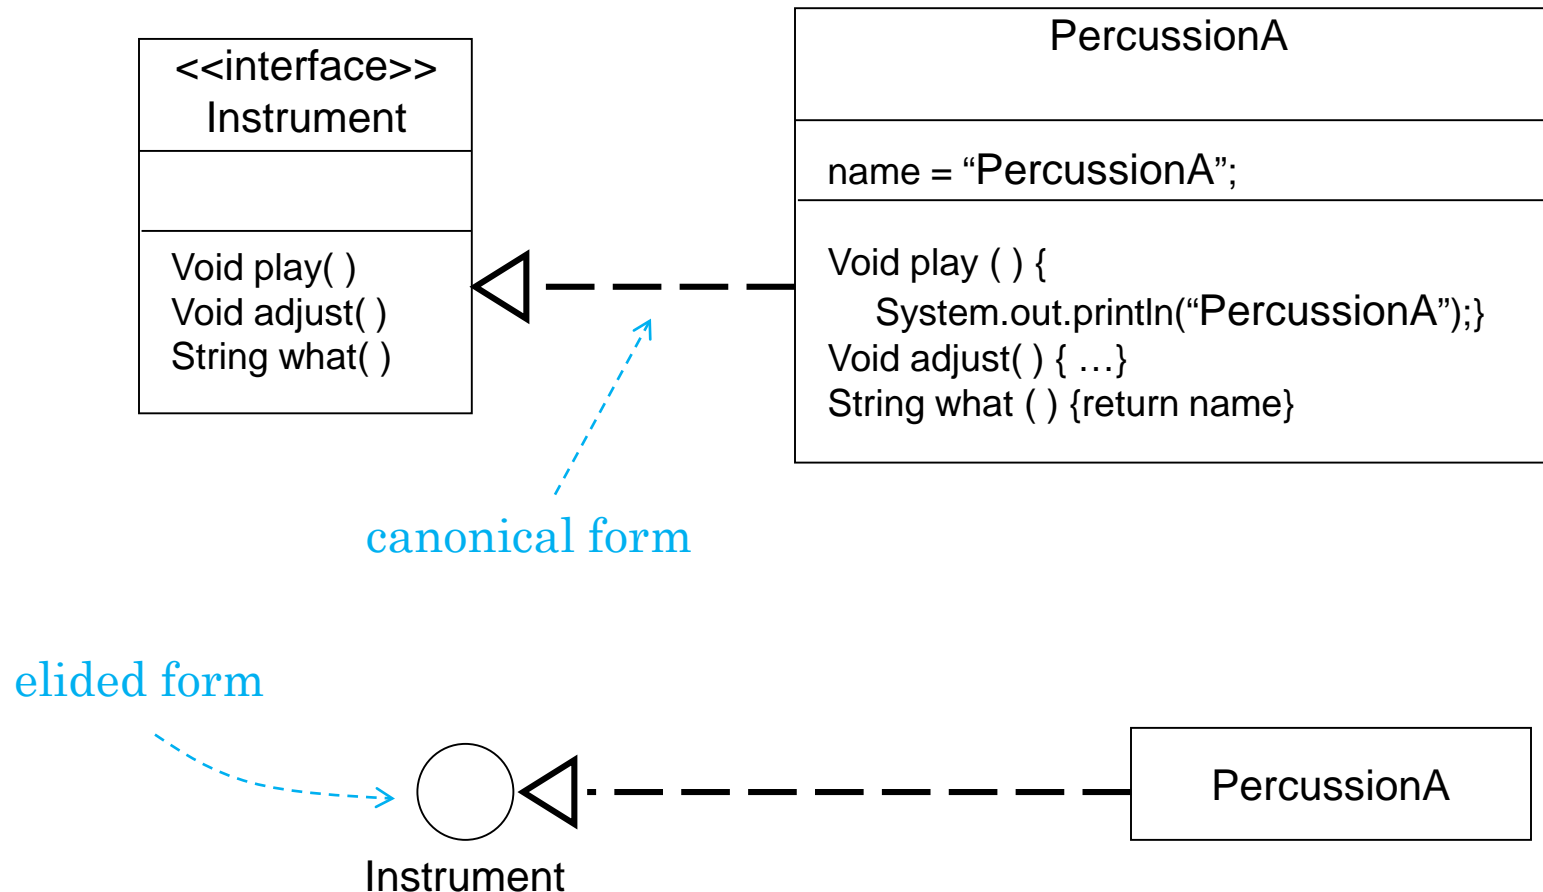 <<interface>>
Instrument
Void play( )
Void adjust( )
String what( )
PercussionA
name = “PercussionA”;
Void play ( ) {
System.out.println(“PercussionA”);}
Void adjust( ) { …}
String what ( ) {return name}
canonical form
elided form
Instrument
PercussionA